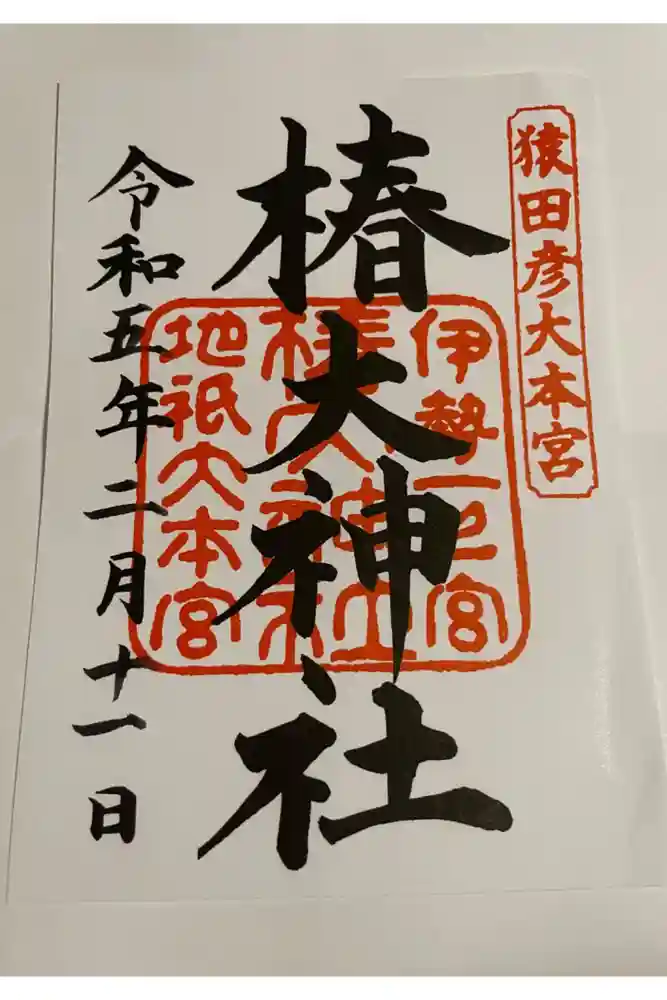 猿田彦大本宮
椿大神社
伊勢一之宮
椿大神社
地祇大本宮
令和五年二月十一日